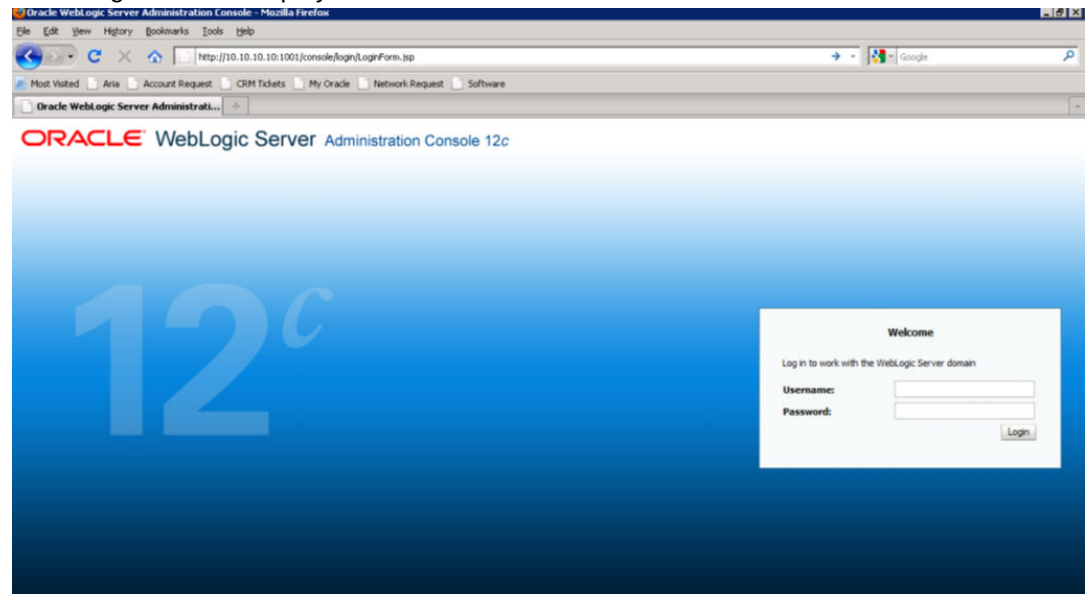 Oracle WebLogic Server Administration Console - Mozilla Firefox
File Edit View History Bookmarks Tools Help
http://10.10.10.10:1001/console/login/LoginForm.jsp
Google
Most Visited Aria Account Request CRM Tickets My Oracle Network Request Software
Oracle WebLogic Server Administrati...
ORACLE WebLogic Server Administration Console 12c
12c
Welcome
Log in to work with the WebLogic Server domain
Username:
Password:
Login